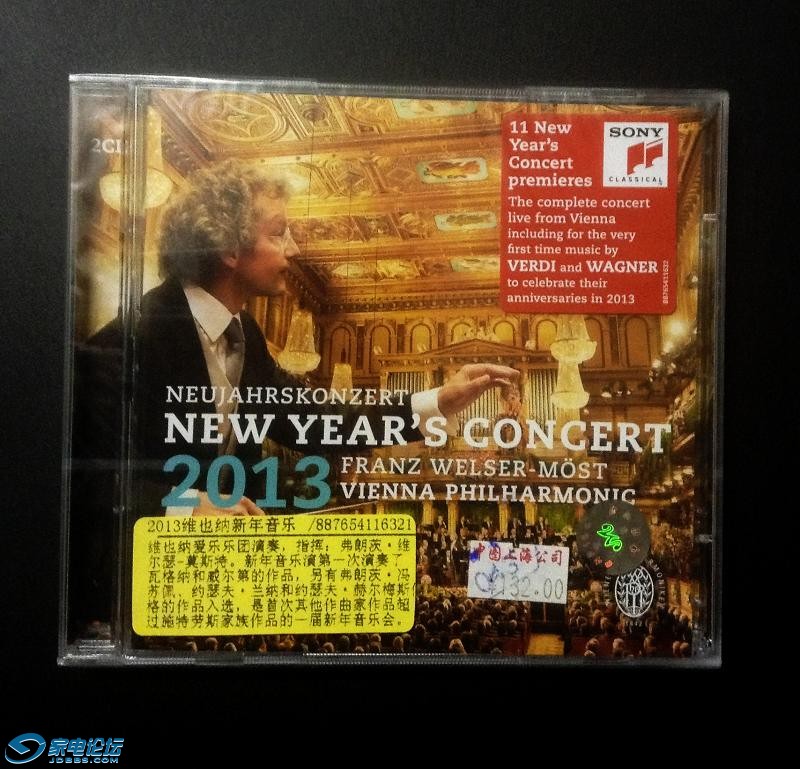 2CD
11 New
Year's
Concert
premieres
SONY
CLASSICAL
The complete concert
live from Vienna
including for the very
first time music by
VERDI and WAGNER
to celebrate their
anniversaries in 2013
88765411632
NEUJAHRSKONZERT
NEW YEAR'S CONCERT
2013
FRANZ WELSER-MÖST
VIENNA PHILHARMONIC
2013维也纳新年音乐 /887654116321
维也纳爱乐乐团演奏，指挥：弗朗茨·维
尔瑟-莫斯特。新年音乐演第一次演奏了
瓦格纳和威尔第的作品，另有弗朗茨·冯
苏佩、约瑟夫·兰纳和约瑟夫·赫尔梅斯
格的作品入选，是首次其他作曲家作品超
过施特劳斯家族作品的一届新年音乐会。
中图上海公司
¥132.00
家电论坛
JDBBS.COM